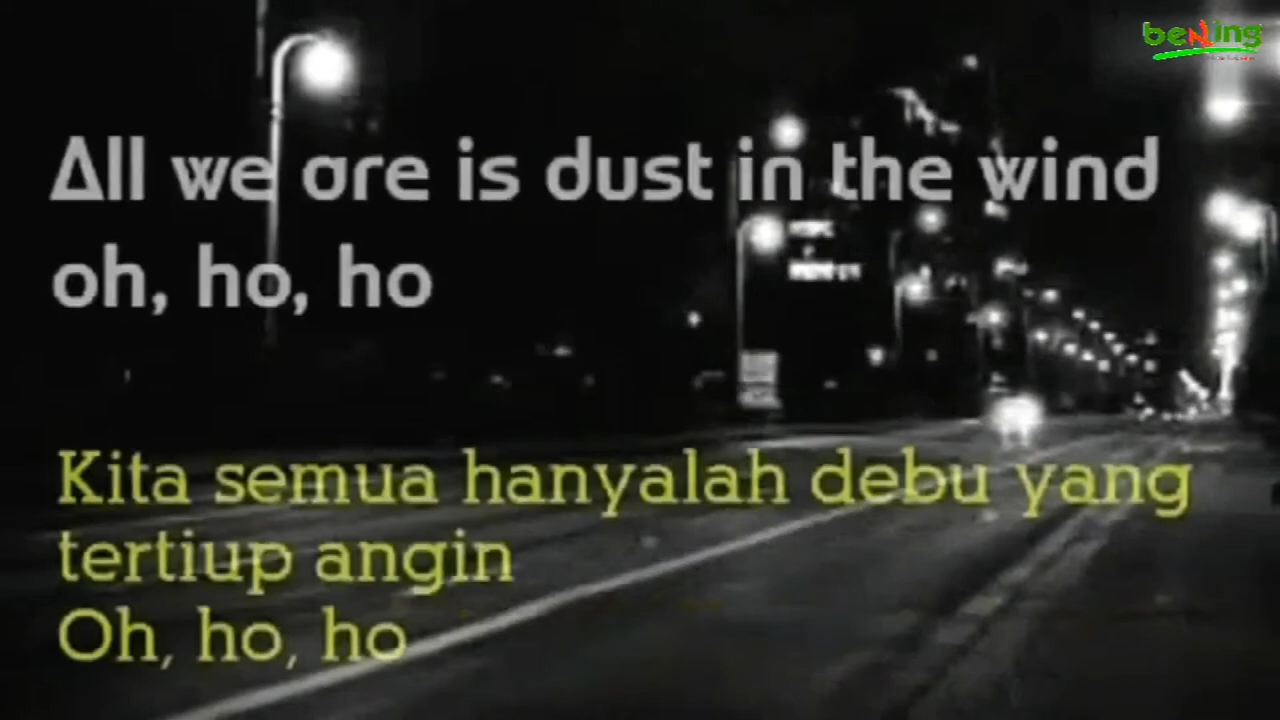 beNing
All we are is dust in the wind
oh, ho, ho
Kita semua hanyalah debu yang
tertiup angin
Oh, ho, ho